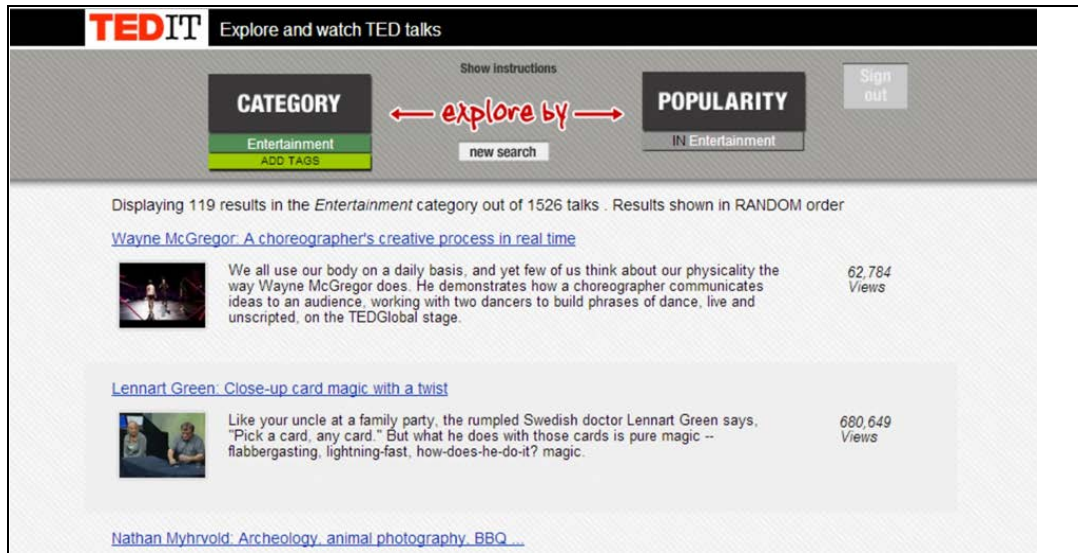 TEDIT Explore and watch TED talks
Show instructions
Sign out
CATEGORY
explore by
POPULARITY
Entertainment
ADD TAGS
new search
IN Entertainment
Displaying 119 results in the Entertainment category out of 1526 talks . Results shown in RANDOM order
Wayne McGregor: A choreographer's creative process in real time
We all use our body on a daily basis, and yet few of us think about our physicality the
way Wayne McGregor does. He demonstrates how a choreographer communicates
ideas to an audience, working with two dancers to build phrases of dance, live and
unscripted, on the TEDGlobal stage.
62,784
Views
Lennart Green: Close-up card magic with a twist
Like your uncle at a family party, the rumpled Swedish doctor Lennart Green says,
"Pick a card, any card." But what he does with those cards is pure magic --
flabbergasting, lightning-fast, how-does-he-do-it? magic.
680,649
Views
Nathan Myhrvold: Archeology, animal photography, BBQ ...